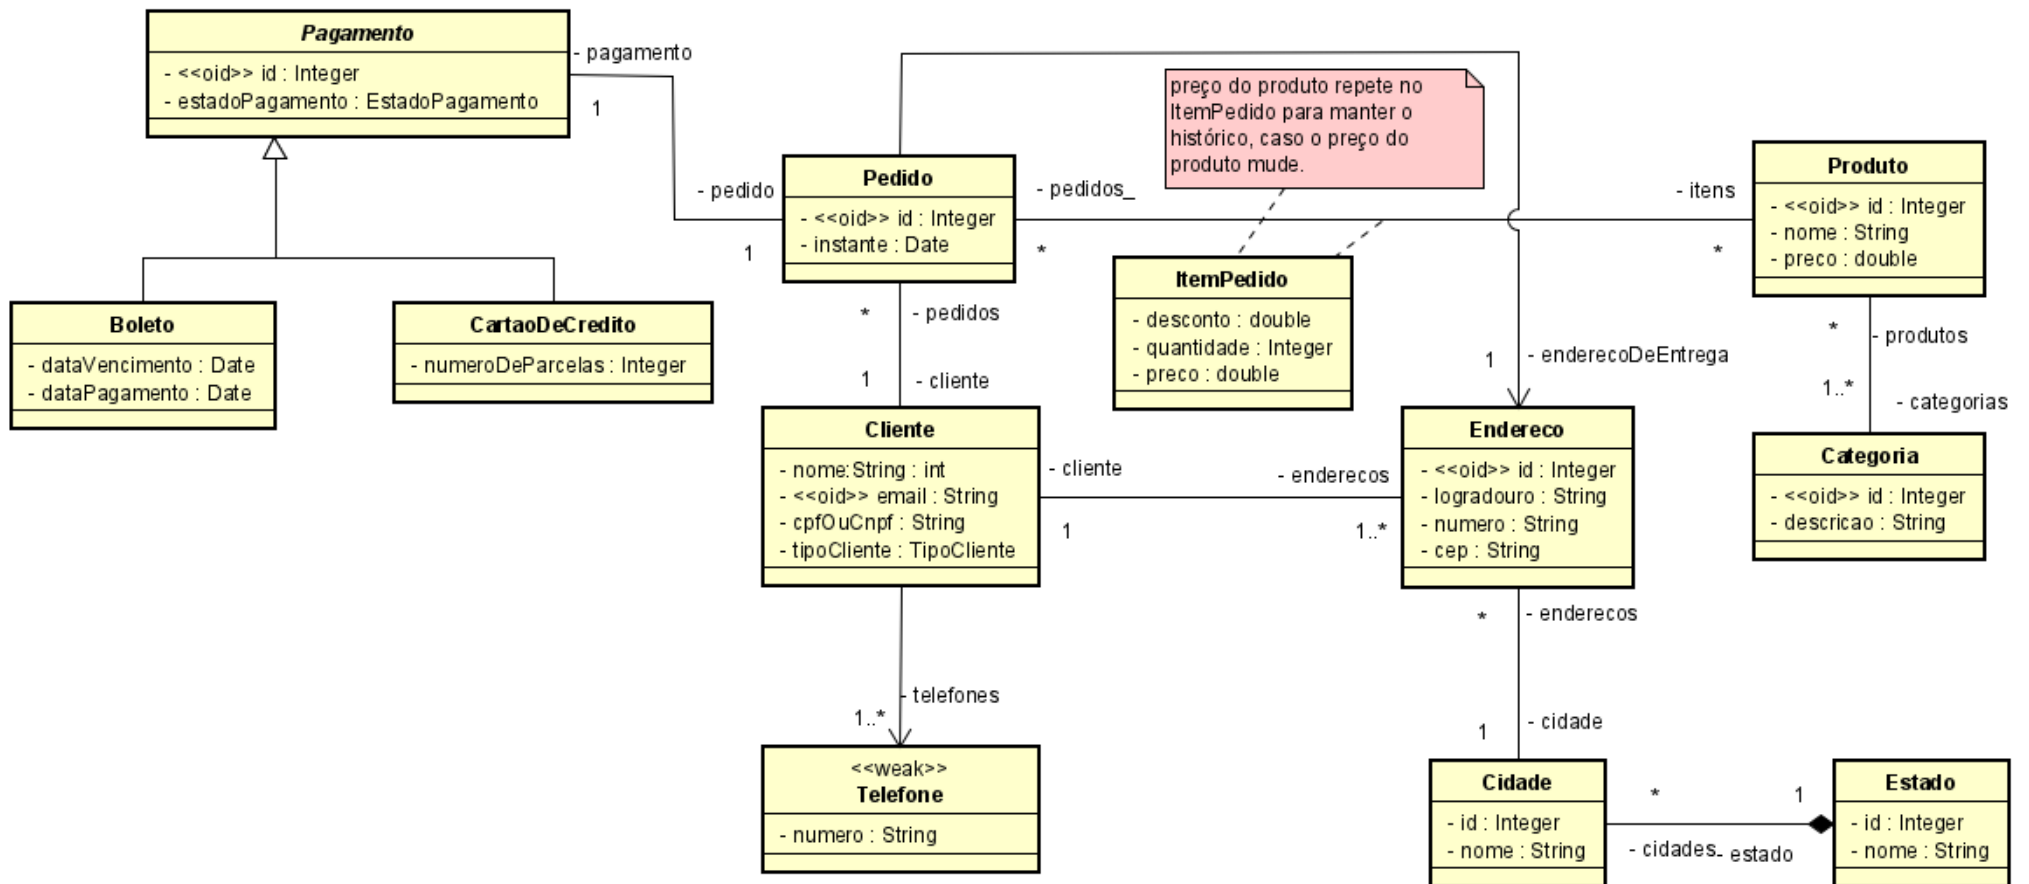 Pagamento
- <<oid>> id : Integer
- estadoPagamento : EstadoPagamento
- pagamento
1
preço do produto repete no
ItemPedido para manter o
histórico, caso o preço do
produto mude.
Pedido
- <<oid>> id : Integer
- instante : Date
- pedido
1
- pedidos_
*
- itens
*
Produto
- <<oid>> id : Integer
- nome : String
- preco : double
Boleto
- dataVencimento : Date
- dataPagamento : Date
CartaoDeCredito
- numeroDeParcelas : Integer
ItemPedido
- desconto : double
- quantidade : Integer
- preco : double
* - pedidos
1 - cliente
1 - enderecoDeEntrega
* - produtos
1..* - categorias
Cliente
- nome:String : int
- <<oid>> email : String
- cpfOuCnpf : String
- tipoCliente : TipoCliente
- cliente
1
- enderecos
1..*
Endereco
- <<oid>> id : Integer
- logradouro : String
- numero : String
- cep : String
Categoria
- <<oid>> id : Integer
- descricao : String
- telefones
1..*
* - enderecos
1 - cidade
<<weak>>
Telefone
- numero : String
Cidade
- id : Integer
- nome : String
* 1
- cidades - estado
Estado
- id : Integer
- nome : String